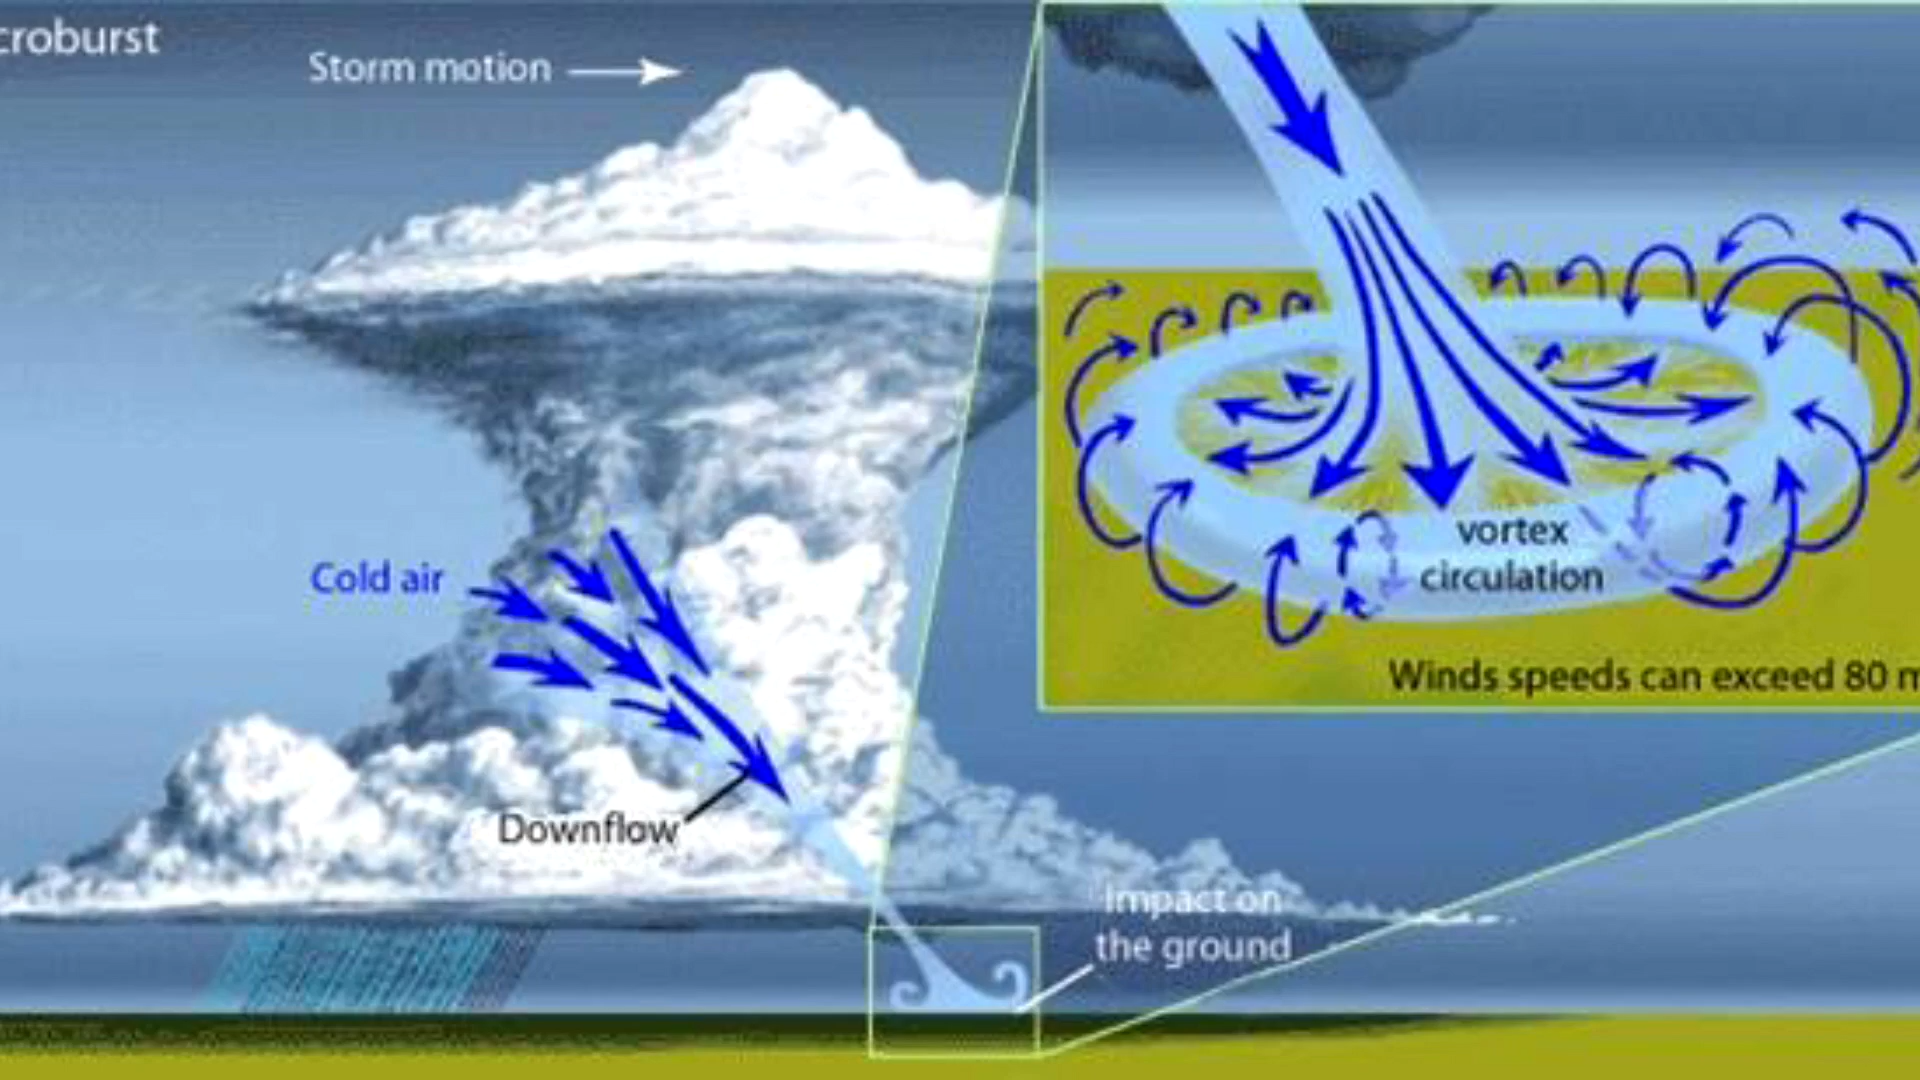 croburst
Storm motion
Cold air
Downflow
impact on
the ground
vortex
circulation
Winds speeds can exceed 80 m